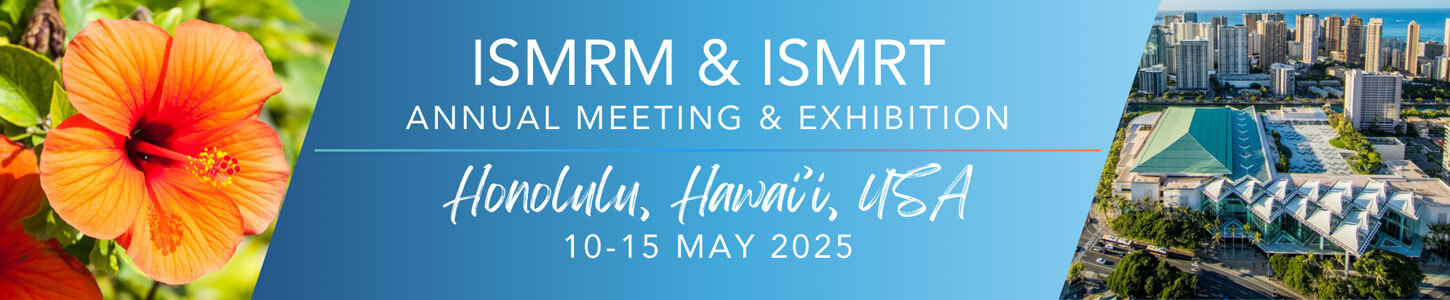 ISMRM & ISMRT
ANNUAL MEETING & EXHIBITION
Honolulu, Hawai'i, USA
10-15 MAY 2025